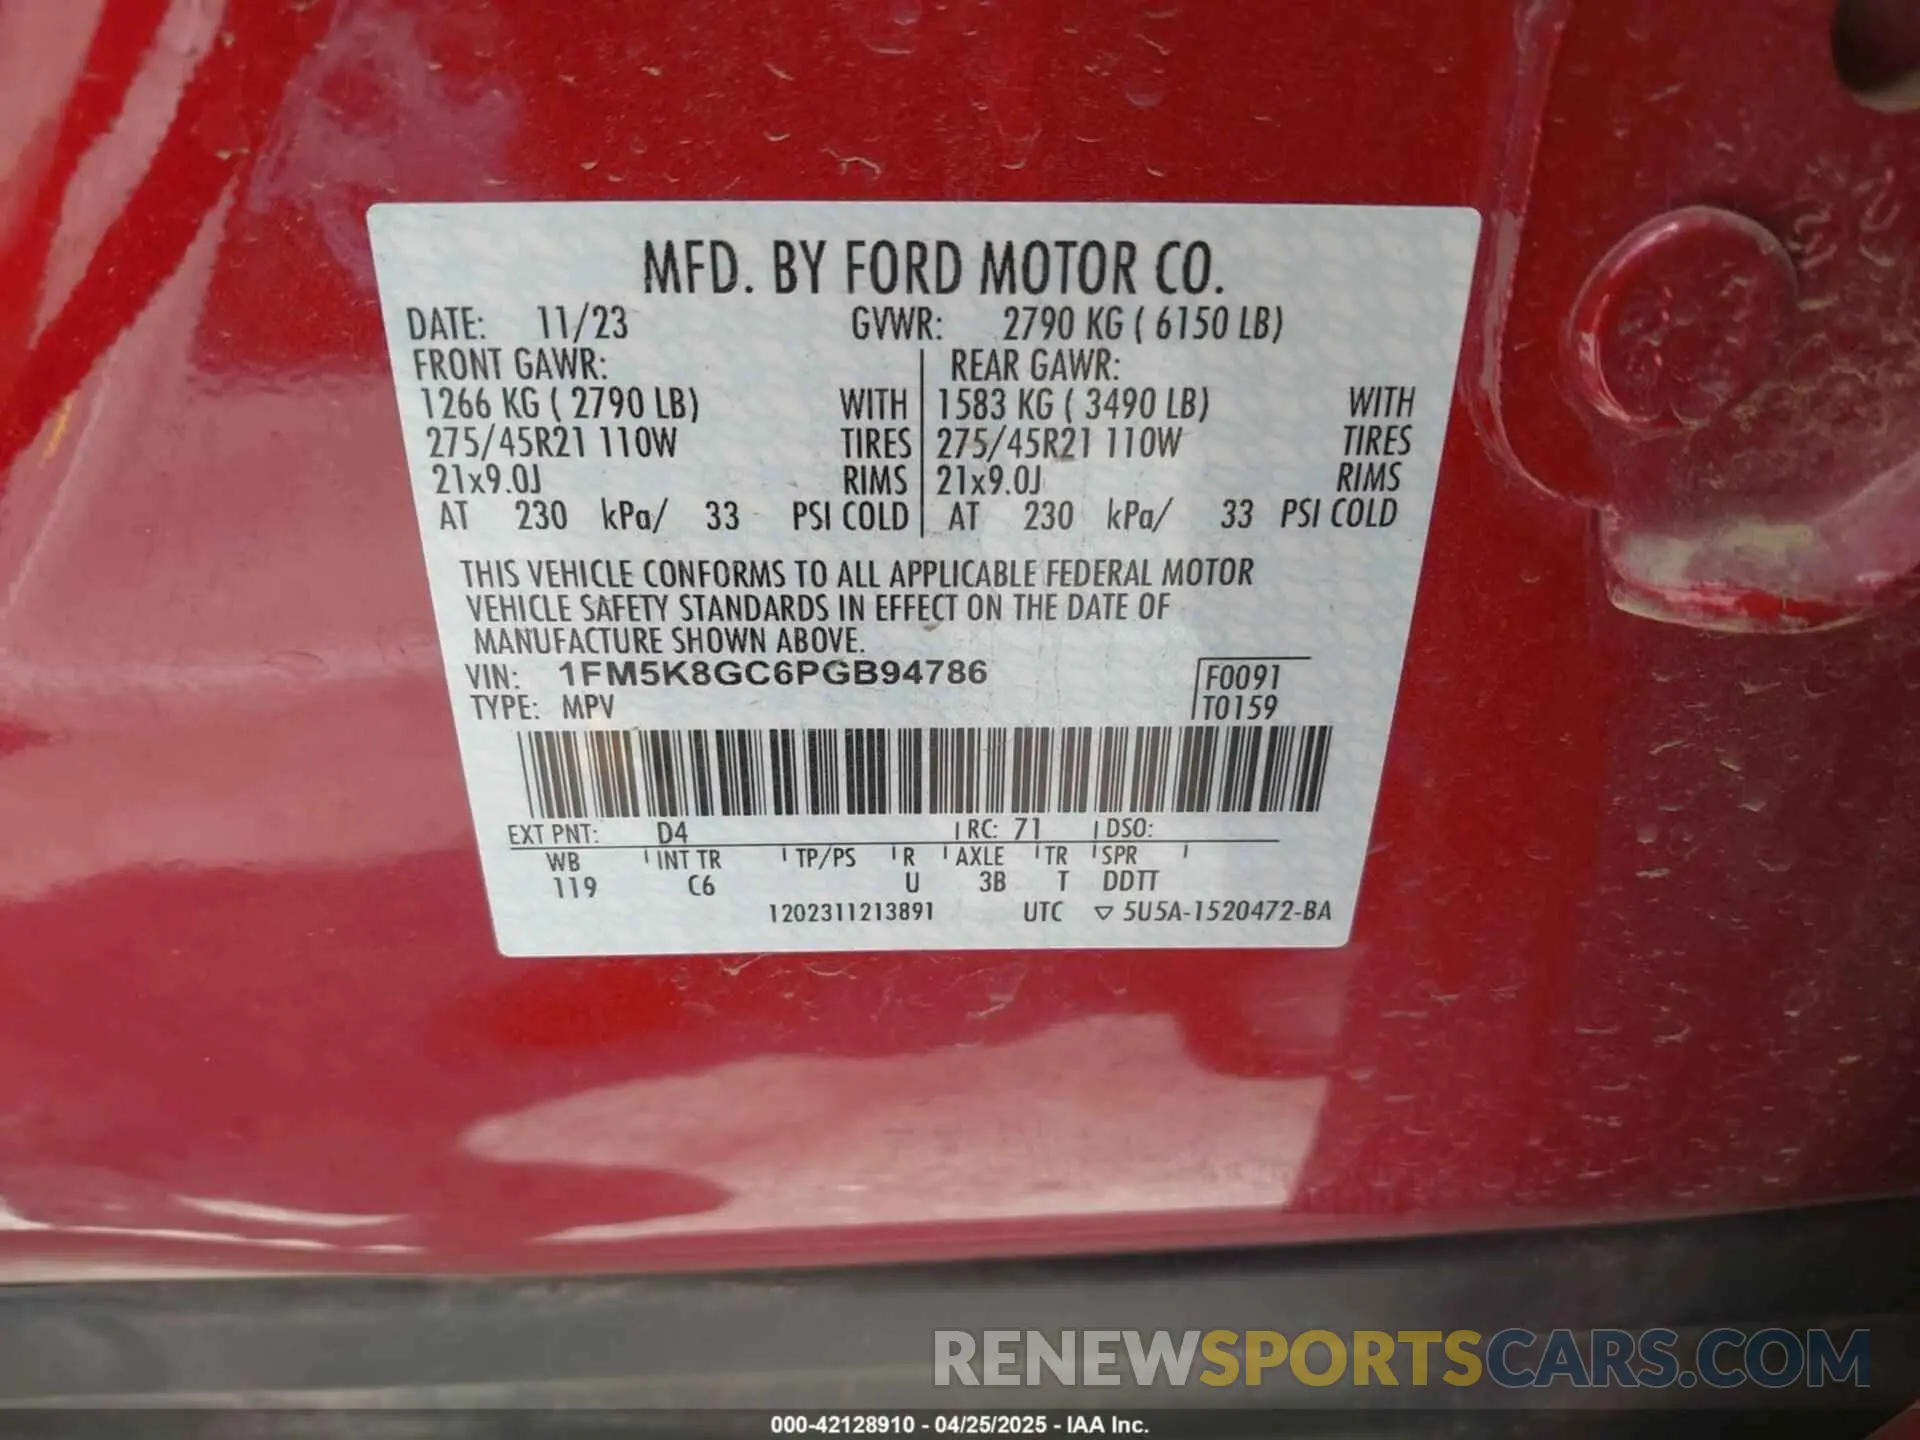 MFD. BY FORD MOTOR CO.
DATE: 11/23 GVWR: 2790 KG ( 6150 LB)
FRONT GAWR: REAR GAWR:
1266 KG ( 2790 LB) WITH 1583 KG ( 3490 LB) WITH
275/45R21 110W TIRES 275/45R21 110W TIRES
21x9.0J RIMS 21x9.0J RIMS
AT 230 kPa/ 33 PSI COLD AT 230 kPa/ 33 PSI COLD
THIS VEHICLE CONFORMS TO ALL APPLICABLE FEDERAL MOTOR
VEHICLE SAFETY STANDARDS IN EFFECT ON THE DATE OF
MANUFACTURE SHOWN ABOVE.
VIN: 1FM5K8GC6PGB94786 F0091
TYPE: MPV T0159
EXT PNT: D4 RC: 71 DSO:
WB INT TR TP/PS R AXLE TR SPR
119 C6 U 3B T DDTT
1202311213891 UTC ▽ 5U5A-1520472-BA
RENEWSPORTSCARS.COM
000-42128910 - 04/25/2025 - IAA Inc.